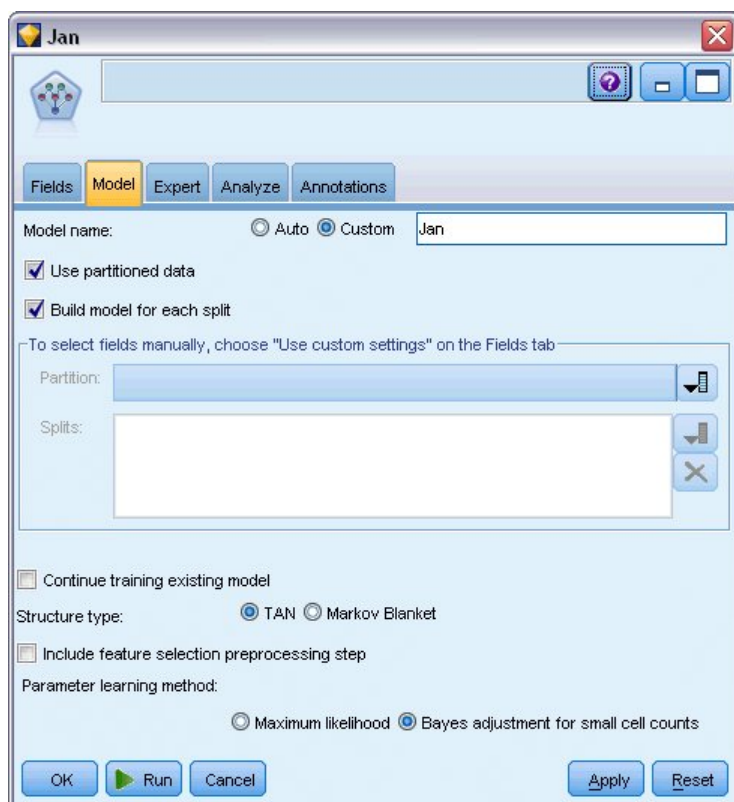 Jan
Fields Model Expert Analyze Annotations
Model name: Auto Custom Jan
Use partitioned data
Build model for each split
To select fields manually, choose "Use custom settings" on the Fields tab
Partition:
Splits:
Continue training existing model
Structure type: TAN Markov Blanket
Include feature selection preprocessing step
Parameter learning method:
Maximum likelihood Bayes adjustment for small cell counts
OK Run Cancel Apply Reset